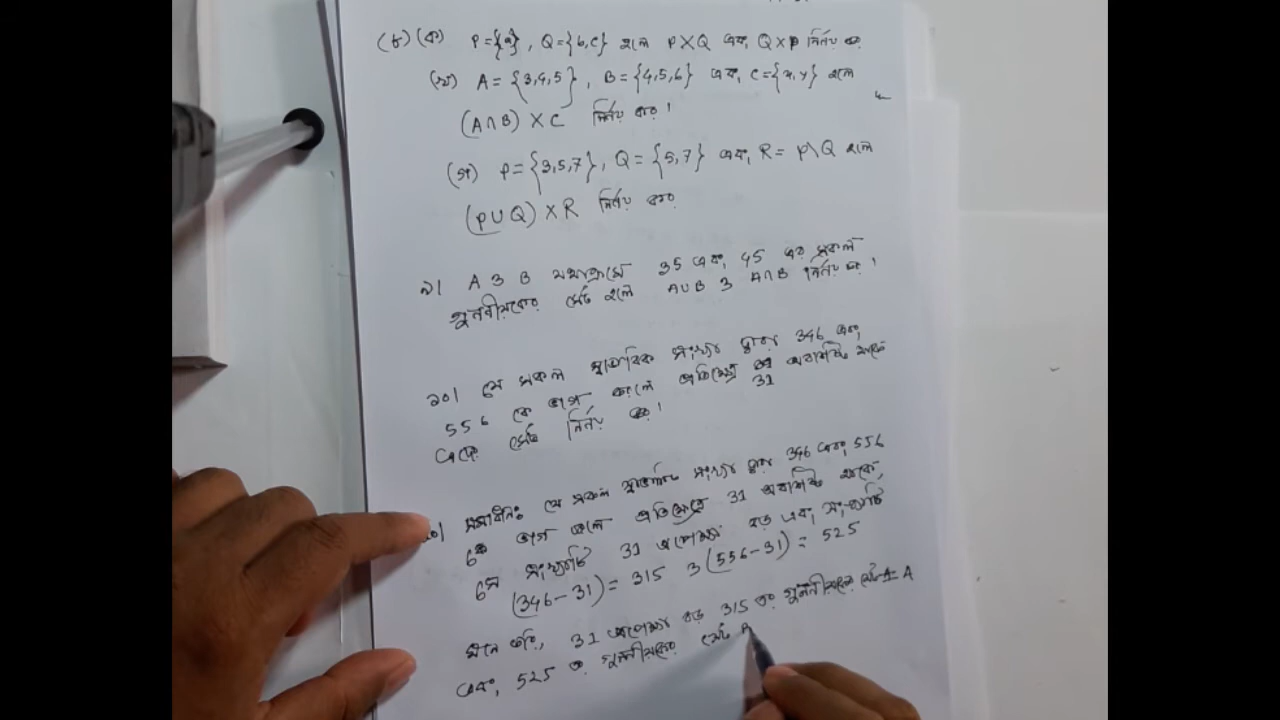 (৮) (ক) P={a}, Q={b,c} হলে P×Q এবং Q×P নির্ণয় কর
(খ) A = {3,4,5}, B={4,5,6} এবং C={x,y} হলে
(A∩B) × C নির্ণয় কর।
(গ) P = {3,5,7}, Q = {5,7} এবং R = P\Q হলে
(P∪Q) × R নির্ণয় কর
৯। A ও B যথাক্রমে 35 এবং 45 এর সকল
গুণনীয়কের সেট হলে A∪B ও A∩B নির্ণয় কর।
১০। যে সকল স্বাভাবিক সংখ্যা দ্বারা 346 এবং
556 কে ভাগ করলে প্রতিক্ষেত্রে 31 অবশিষ্ট থাকে
এদের সেট নির্ণয় কর।
১০। সমাধানঃ যে সকল স্বাভাবিক সংখ্যা দ্বারা 346 এবং 556
কে ভাগ করলে প্রতিক্ষেত্রে 31 অবশিষ্ট থাকে,
সে সংখ্যাটি 31 অপেক্ষা বড় এবং সংখ্যাটি
(346-31) = 315 ও (556-31) = 525
মনে করি, 31 অপেক্ষা বড় 315 এর গুণনীয়কের সেট = A
এবং 525 এর গুণনীয়কের সেট